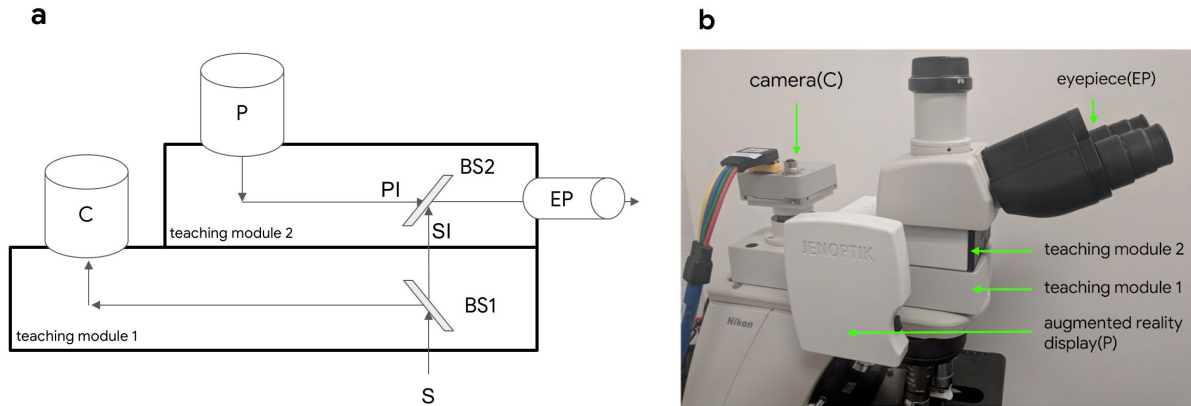 a
P
C
BS2
PI
EP
teaching module 2
SI
BS1
teaching module 1
S
b
camera(C)
eyepiece(EP)
JENOPTIK
teaching module 2
teaching module 1
Nikon
augmented reality
display(P)